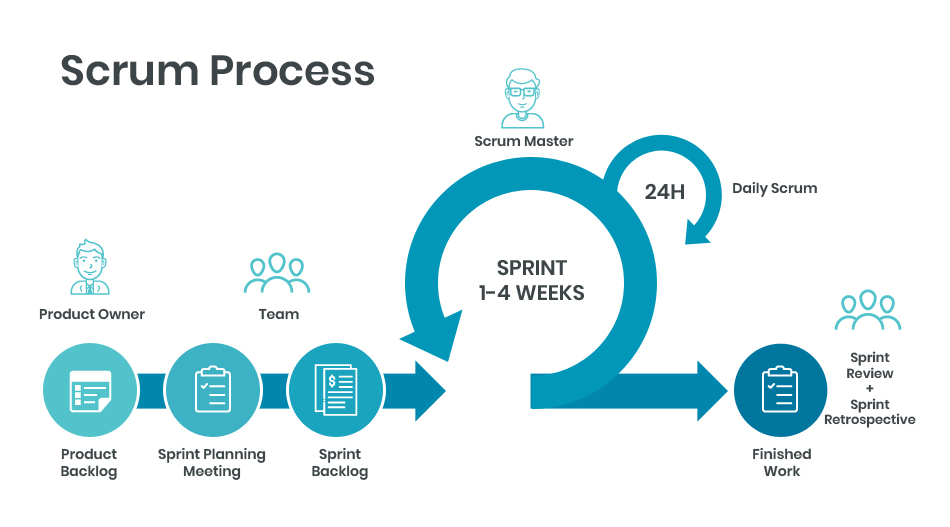 Scrum Process
Scrum Master
24H
Daily Scrum
SPRINT
1-4 WEEKS
Product Owner
Team
Sprint
Review
+
Sprint
Retrospective
$
Product
Backlog
Sprint Planning
Meeting
Sprint
Backlog
Finished
Work